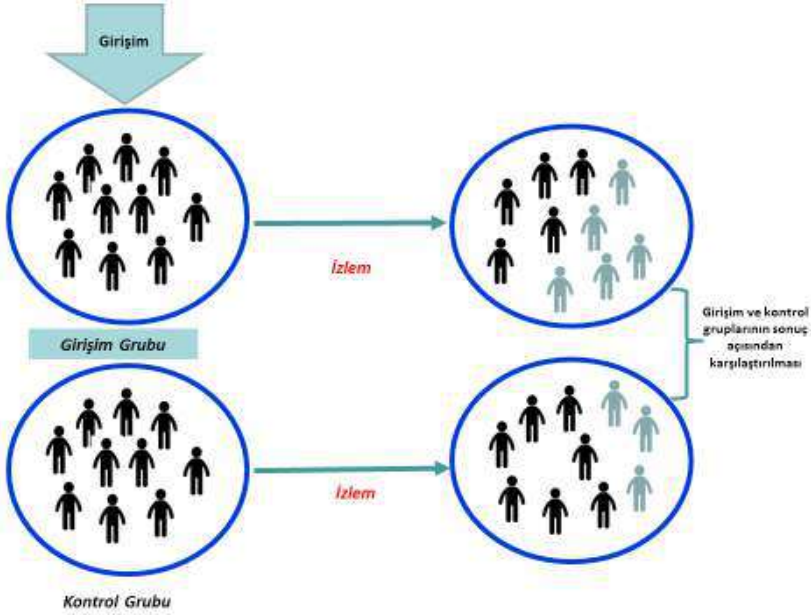 Girişim
İzlem
Girişim Grubu
Girişim ve kontrol
gruplarının sonuç
açısından
karşılaştırılması
İzlem
Kontrol Grubu